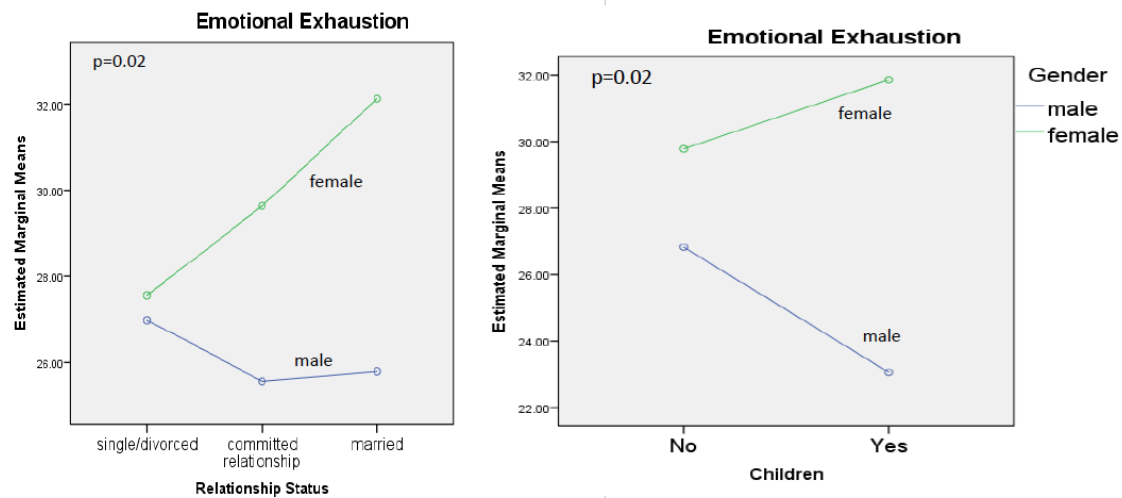 Emotional Exhaustion
p=0.02
32.00
30.00
28.00
26.00
Estimated Marginal Means
female
male
single/divorced
committed
relationship
married
Relationship Status
Emotional Exhaustion
p=0.02
32.00
30.00
28.00
26.00
24.00
22.00
Estimated Marginal Means
female
male
No
Yes
Children
Gender
male
female